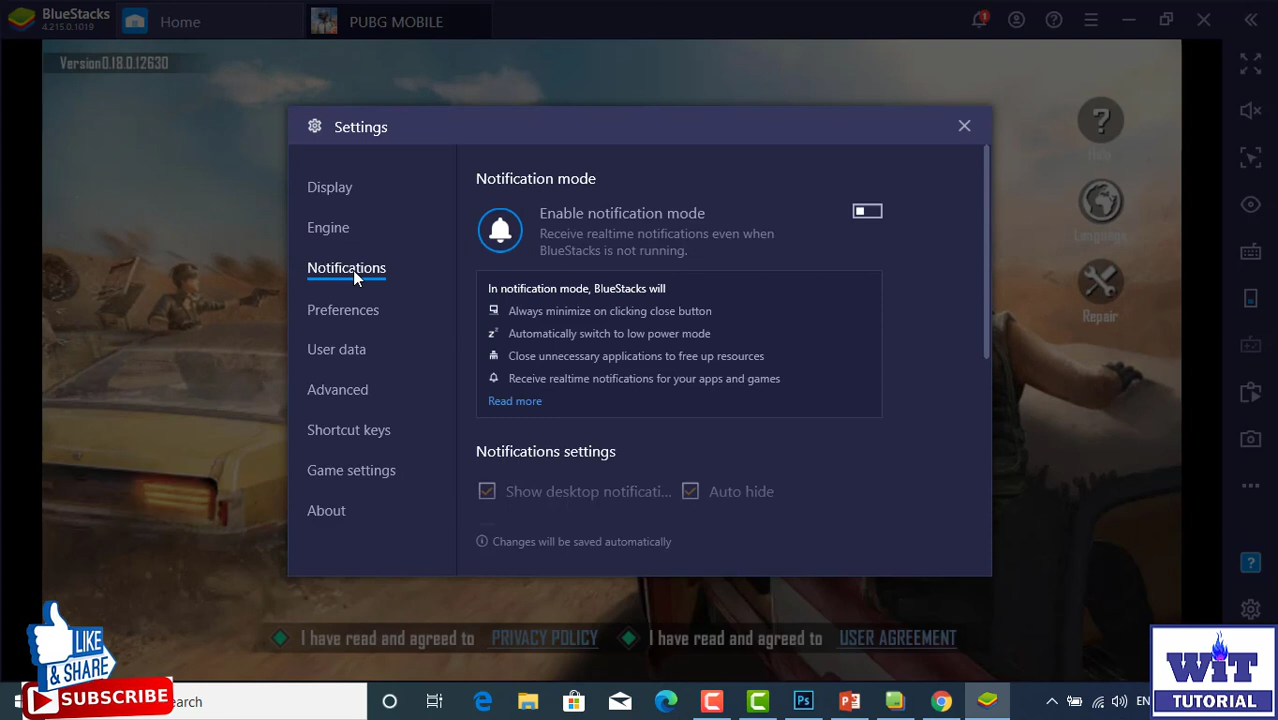 BlueStacks
4.215.0.1019
Home
PUBG MOBILE
1
Version0.18.0.12630
Settings
Display
Engine
Notifications
Preferences
User data
Advanced
Shortcut keys
Game settings
About
Notification mode
Enable notification mode
Receive realtime notifications even when
BlueStacks is not running.
In notification mode, BlueStacks will
Always minimize on clicking close button
Automatically switch to low power mode
Close unnecessary applications to free up resources
Receive realtime notifications for your apps and games
Read more
Notifications settings
Show desktop notificati...
Auto hide
Changes will be saved automatically
Language
Repair
I have read and agreed to PRIVACY POLICY
I have read and agreed to USER AGREEMENT
LIKE
& SHARE
SUBSCRIBE
earch
WIT
TUTORIAL